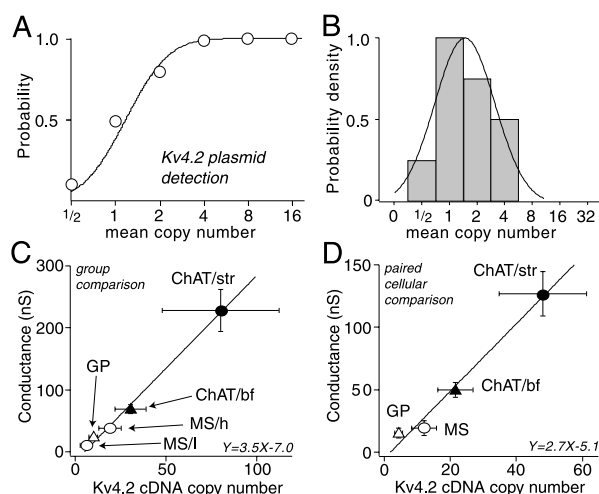 A
Probability
1.0
0.5
0
Kv4.2 plasmid
detection
1/2 1 2 4 8 16
mean copy number
B
Probability density
1.0
0.5
0
0 1/2 1 2 4 8 16 32
mean copy number
C
Conductance (nS)
300
200
100
0
group
comparison
ChAT/str
GP
ChAT/bf
MS/h
MS/l
Y=3.5X-7.0
0 50 100
Kv4.2 cDNA copy number
D
Conductance (nS)
150
100
50
0
paired
cellular
comparison
ChAT/str
ChAT/bf
GP
MS
Y=2.7X-5.1
0 20 40 60
Kv4.2 cDNA copy number